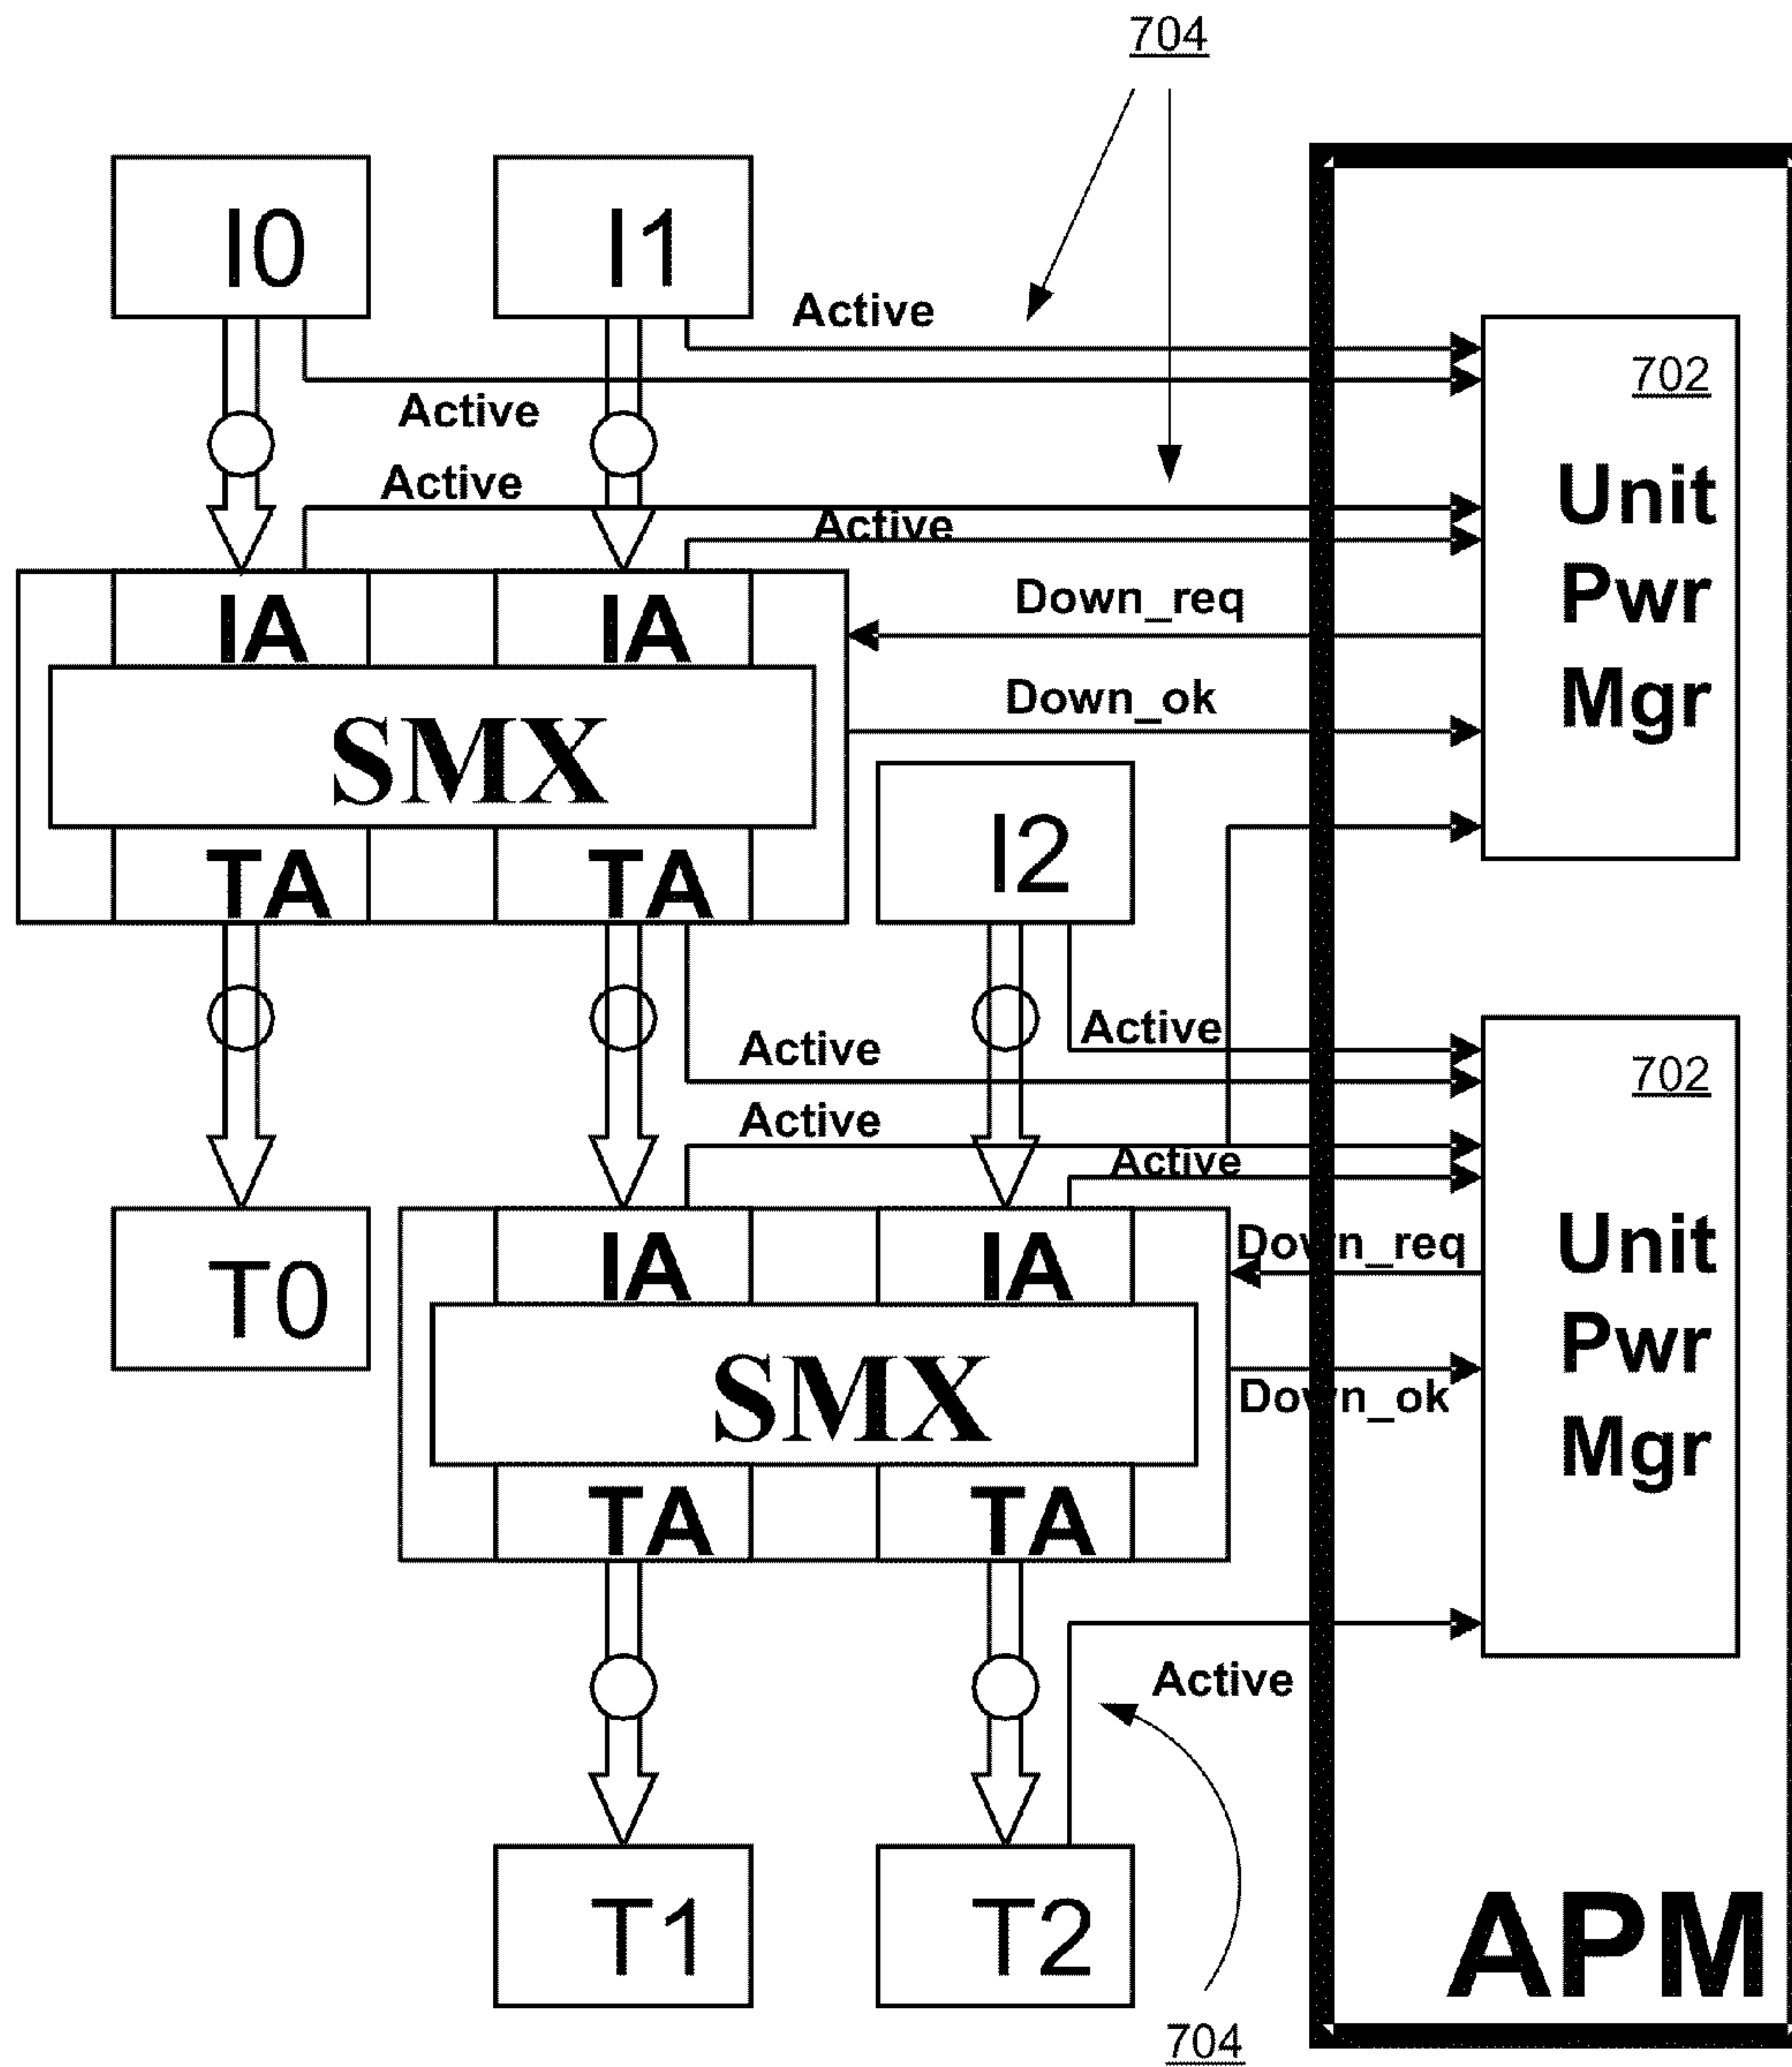 704
I0
I1
Active
702
Active
Active
Unit
Active
Pwr
Down_req
IA
IA
Mgr
Down_ok
SMX
I2
TA
TA
Active
Active
702
Active
Active
Unit
Down_req
IA
IA
T0
Pwr
Down_ok
SMX
Mgr
TA
TA
Active
T1
T2
APM
704